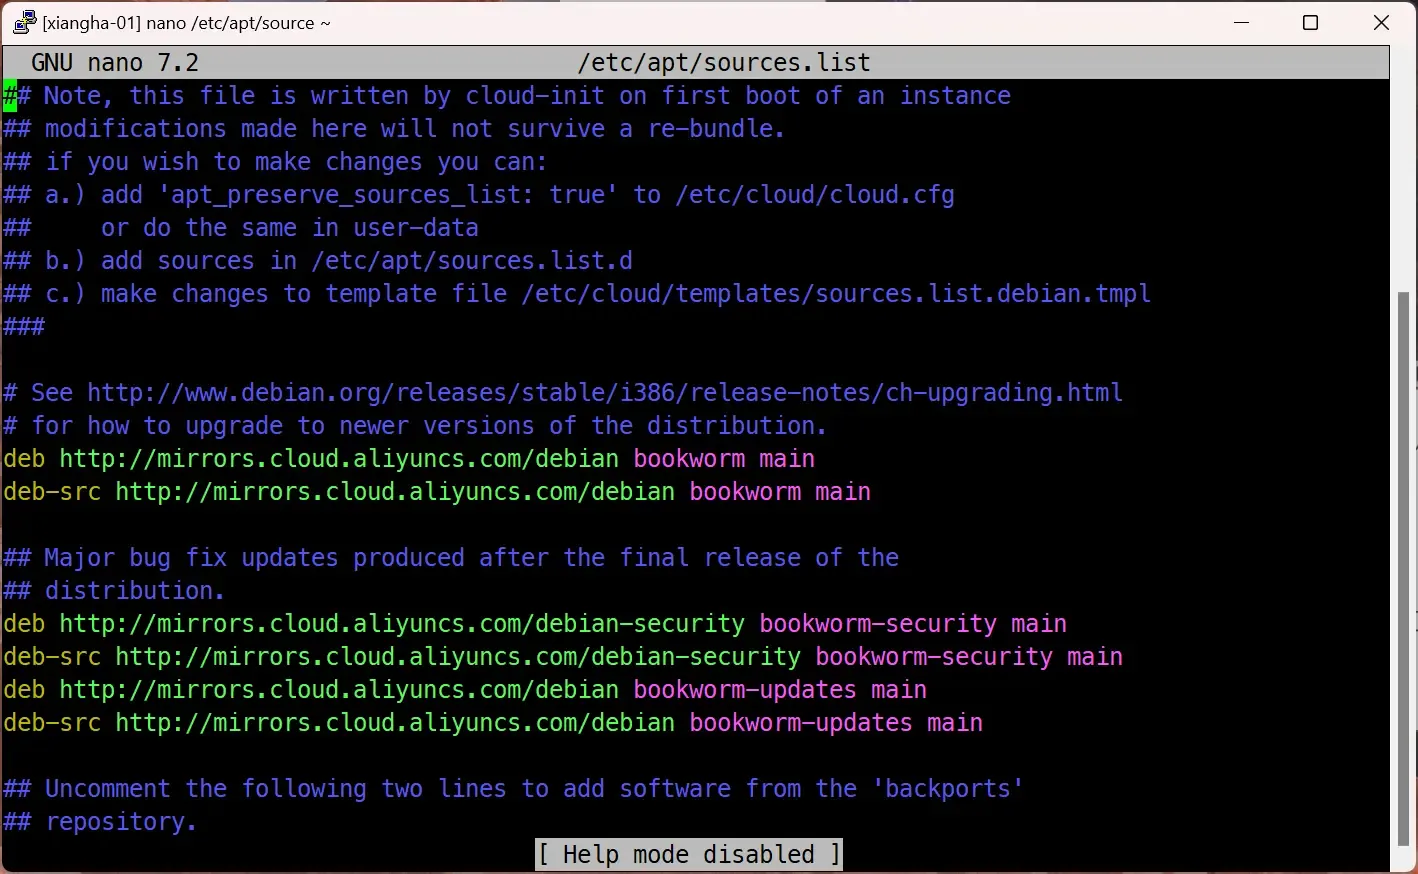 [xiangha-01] nano /etc/apt/source ~
GNU nano 7.2 /etc/apt/sources.list
## Note, this file is written by cloud-init on first boot of an instance
## modifications made here will not survive a re-bundle.
## if you wish to make changes you can:
## a.) add 'apt_preserve_sources_list: true' to /etc/cloud/cloud.cfg
##     or do the same in user-data
## b.) add sources in /etc/apt/sources.list.d
## c.) make changes to template file /etc/cloud/templates/sources.list.debian.tmpl
###
# See http://www.debian.org/releases/stable/i386/release-notes/ch-upgrading.html
# for how to upgrade to newer versions of the distribution.
deb http://mirrors.cloud.aliyuncs.com/debian bookworm main
deb-src http://mirrors.cloud.aliyuncs.com/debian bookworm main
## Major bug fix updates produced after the final release of the
## distribution.
deb http://mirrors.cloud.aliyuncs.com/debian-security bookworm-security main
deb-src http://mirrors.cloud.aliyuncs.com/debian-security bookworm-security main
deb http://mirrors.cloud.aliyuncs.com/debian bookworm-updates main
deb-src http://mirrors.cloud.aliyuncs.com/debian bookworm-updates main
## Uncomment the following two lines to add software from the 'backports'
## repository.
[ Help mode disabled ]